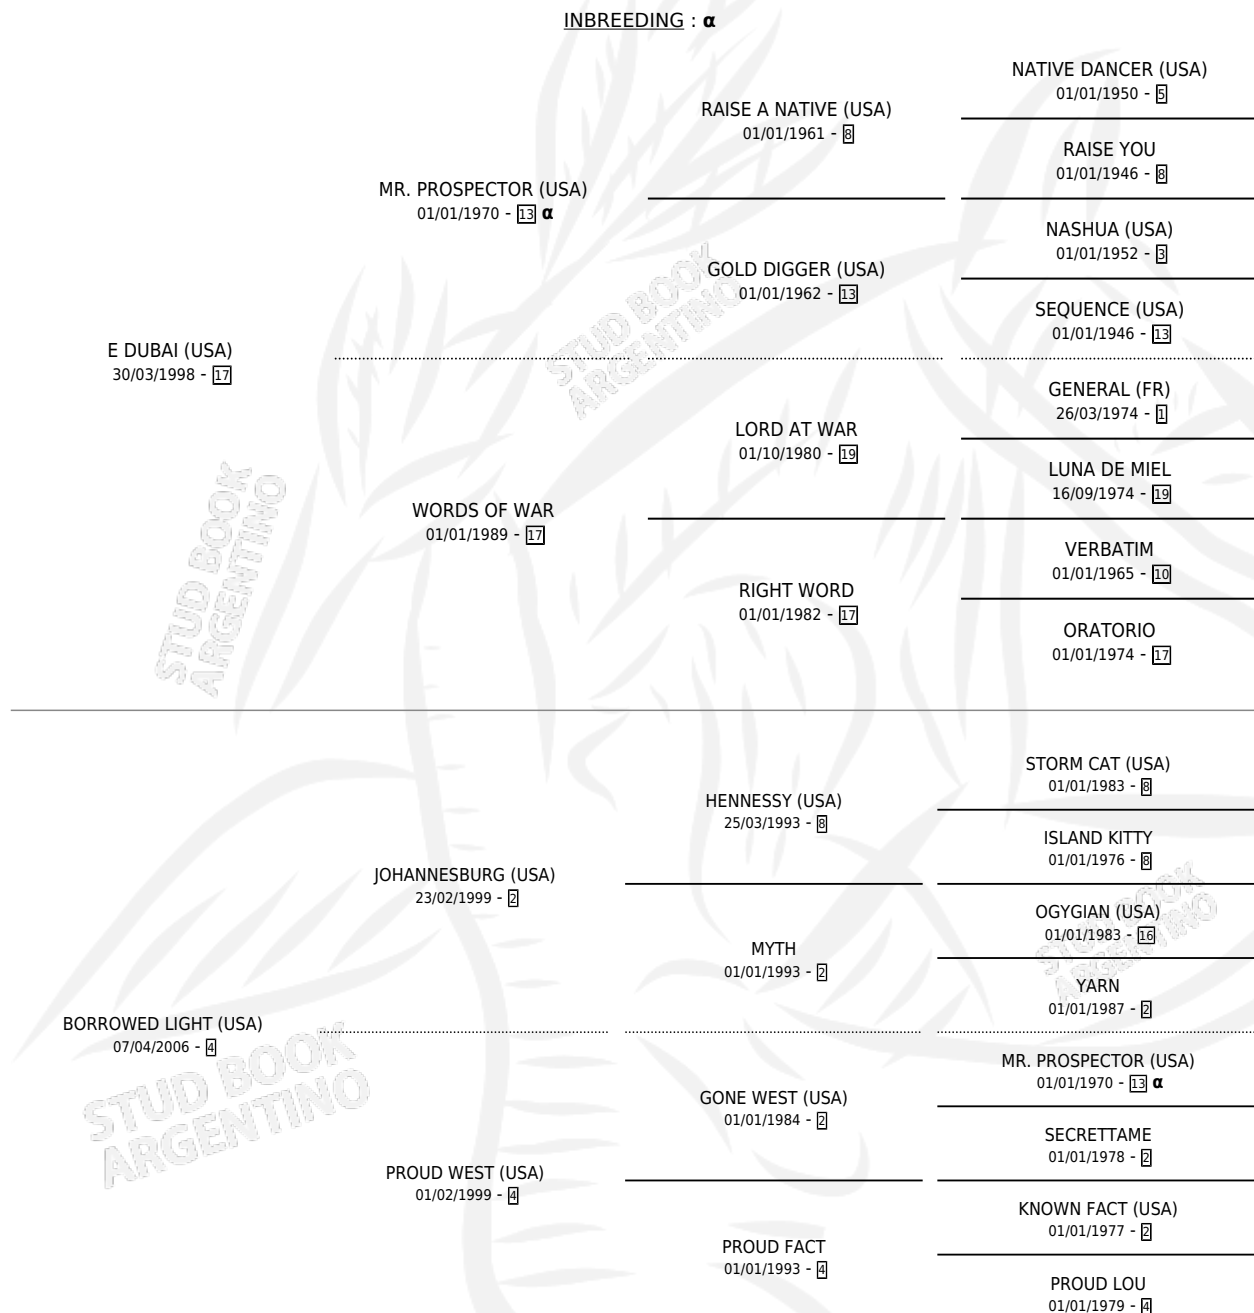 INBREEDING : α
NATIVE DANCER (USA)
01/01/1950 - 5
RAISE A NATIVE (USA)
01/01/1961 - 8
RAISE YOU
01/01/1946 - 8
MR. PROSPECTOR (USA)
01/01/1970 - 13 α
NASHUA (USA)
01/01/1952 - 3
GOLD DIGGER (USA)
01/01/1962 - 13
SEQUENCE (USA)
01/01/1946 - 13
E DUBAI (USA)
30/03/1998 - 17
GENERAL (FR)
26/03/1974 - 1
LORD AT WAR
01/10/1980 - 19
LUNA DE MIEL
16/09/1974 - 19
WORDS OF WAR
01/01/1989 - 17
VERBATIM
01/01/1965 - 10
RIGHT WORD
01/01/1982 - 17
ORATORIO
01/01/1974 - 17
STORM CAT (USA)
01/01/1983 - 8
HENNESSY (USA)
25/03/1993 - 8
ISLAND KITTY
01/01/1976 - 8
JOHANNESBURG (USA)
23/02/1999 - 2
OGYGIAN (USA)
01/01/1983 - 16
MYTH
01/01/1993 - 2
YARN
01/01/1987 - 2
BORROWED LIGHT (USA)
07/04/2006 - 4
MR. PROSPECTOR (USA)
01/01/1970 - 13 α
GONE WEST (USA)
01/01/1984 - 2
SECRETTAME
01/01/1978 - 2
PROUD WEST (USA)
01/02/1999 - 4
KNOWN FACT (USA)
01/01/1977 - 2
PROUD FACT
01/01/1993 - 4
PROUD LOU
01/01/1979 - 4
STUD BOOK
ARGENTINO
STUD BOOK
ARGENTINO
STUD BOOK
ARGENTINO
STUD BOOK
ARGENTINO